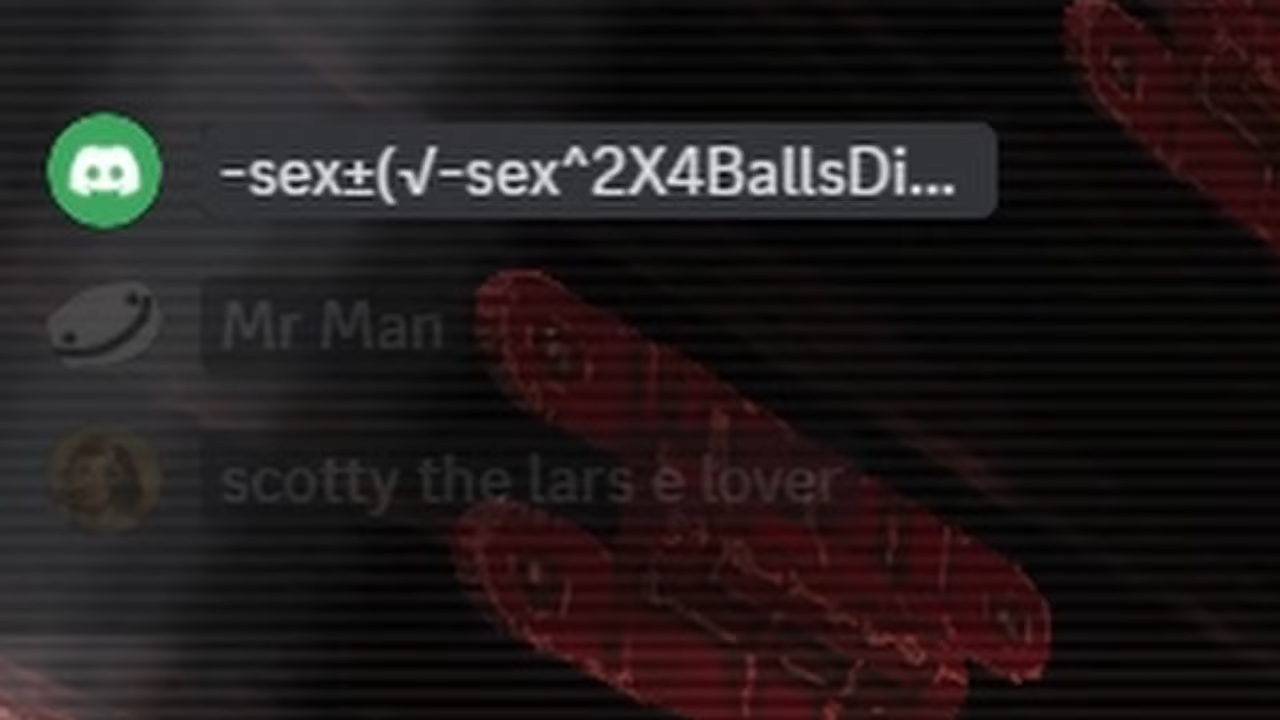 -sex±(√-sex^2X4BallsDi...
Mr Man
scotty the lars e lover